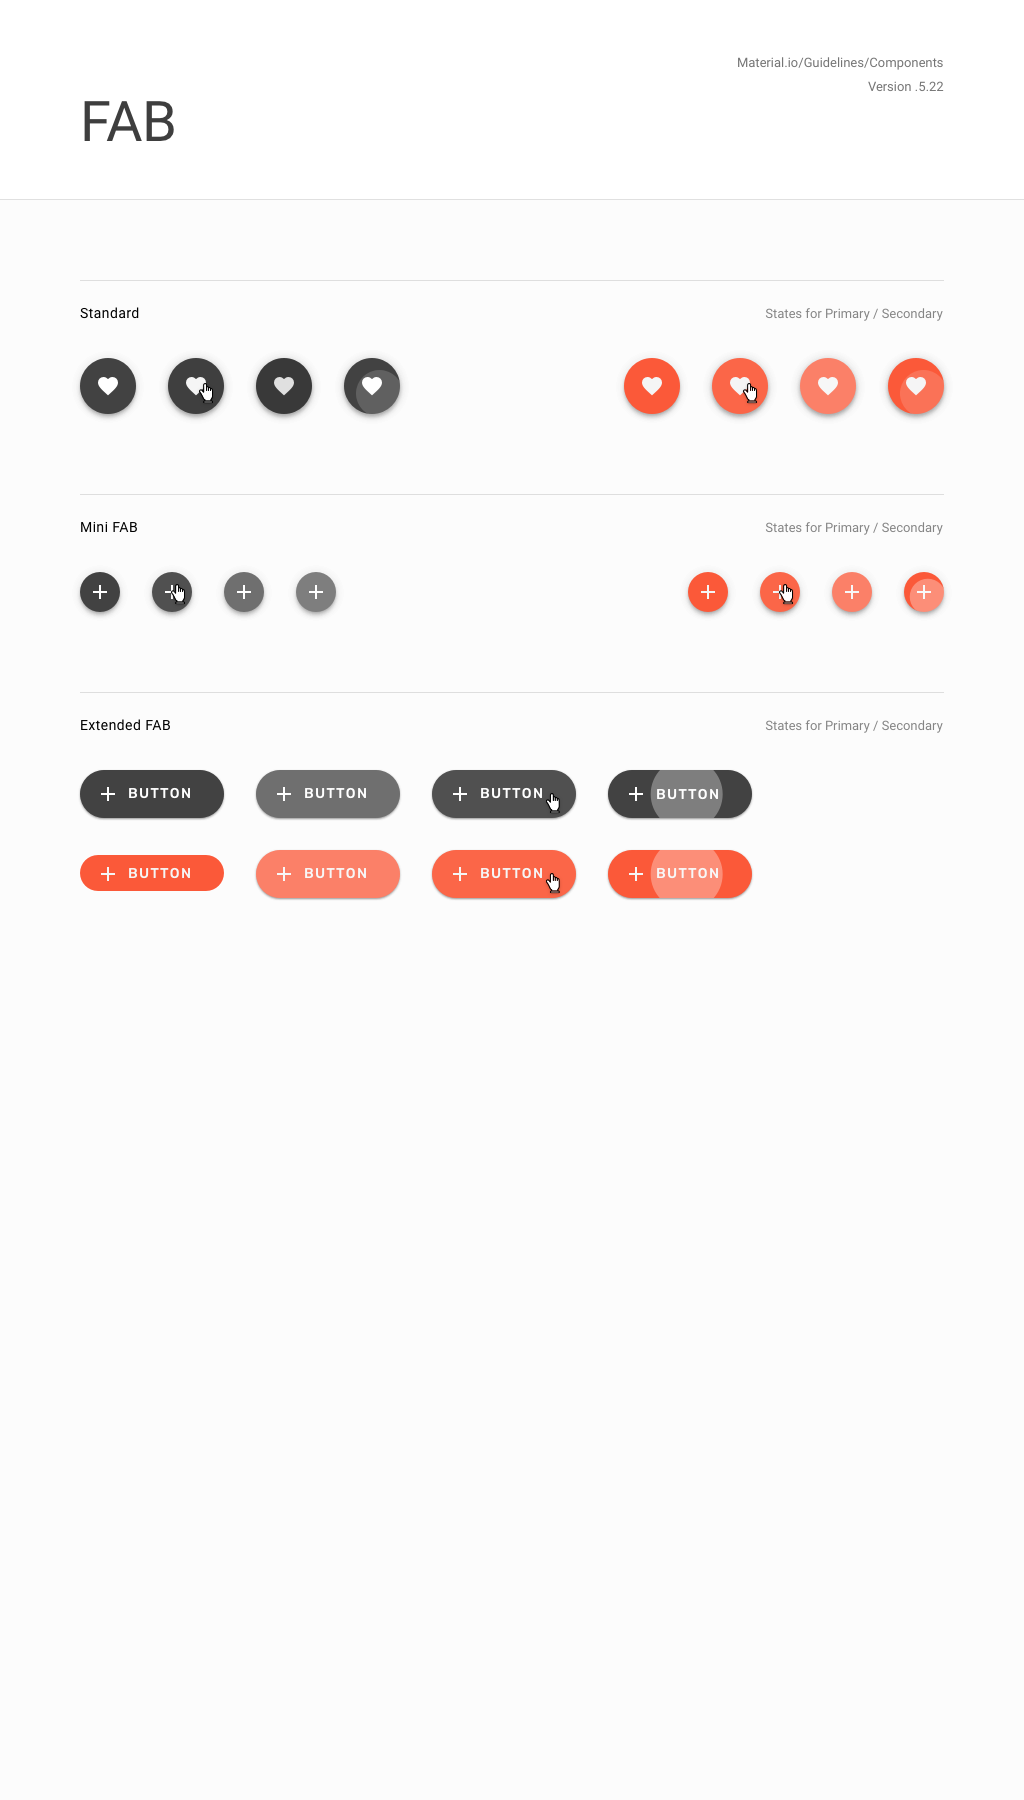 Material.io/Guidelines/Components
Version .5.22
FAB
Standard
States for Primary / Secondary
Mini FAB
States for Primary / Secondary
Extended FAB
States for Primary / Secondary
BUTTON BUTTON BUTTON BUTTON
BUTTON BUTTON BUTTON BUTTON